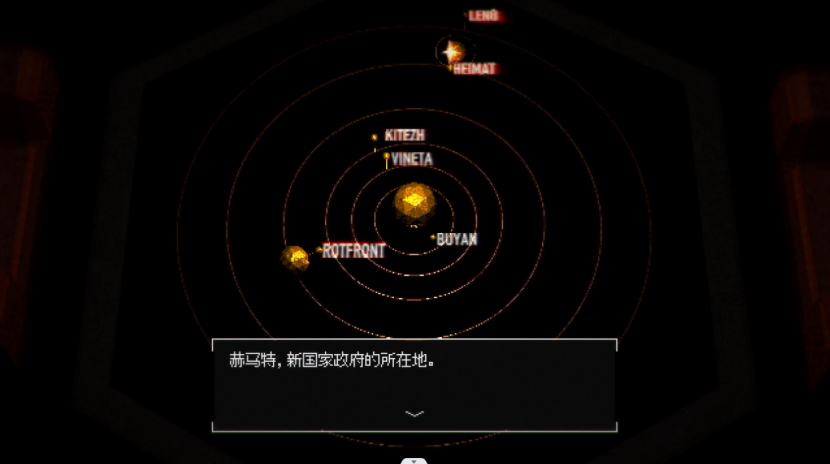 LENG
HEIMAT
KITEZH
VINETA
BUYAN
ROTFRONT
赫马特，新国家政府的所在地。